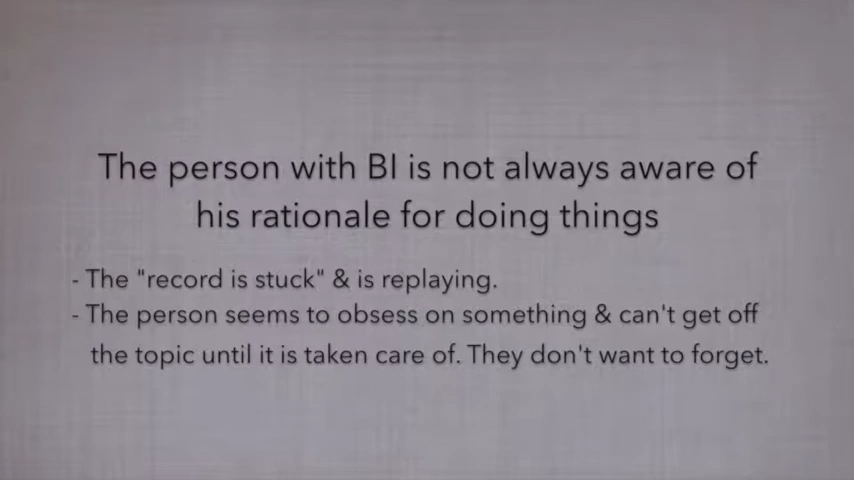 The person with BI is not always aware of
his rationale for doing things
- The "record is stuck" & is replaying.
- The person seems to obsess on something & can't get off
the topic until it is taken care of. They don't want to forget.